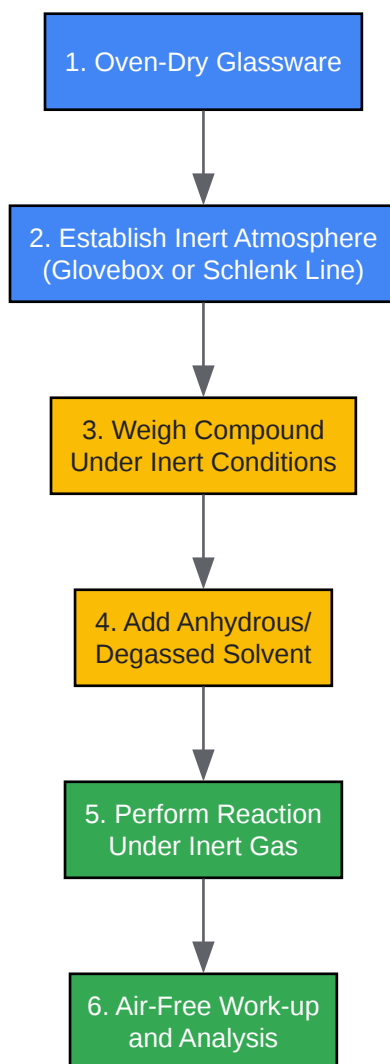 1. Oven-Dry Glassware
2. Establish Inert Atmosphere
(Glovebox or Schlenk Line)
3. Weigh Compound
Under Inert Conditions
4. Add Anhydrous/
Degassed Solvent
5. Perform Reaction
Under Inert Gas
6. Air-Free Work-up
and Analysis